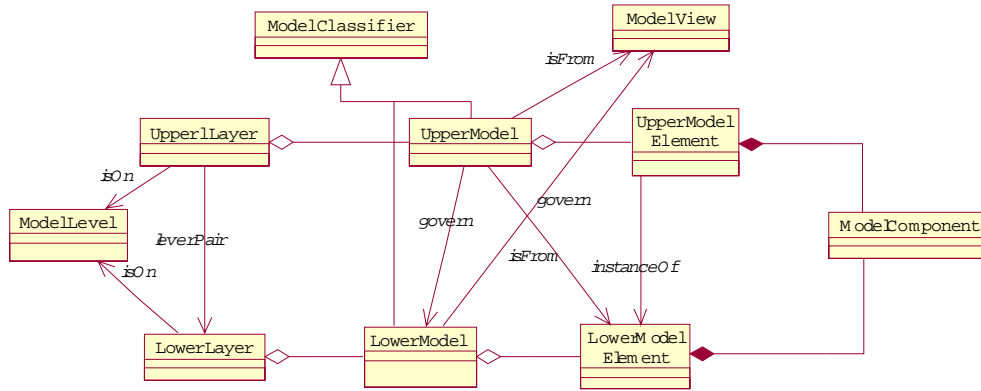 ModelClassifier
ModelView
isFrom
UpperlLayer
UpperModel
UpperModel
Element
isOn
ModelLevel
leverPair
govern
govern
ModelComponent
isOn
isFrom
instanceOf
LowerLayer
LowerModel
LowerModel
Element